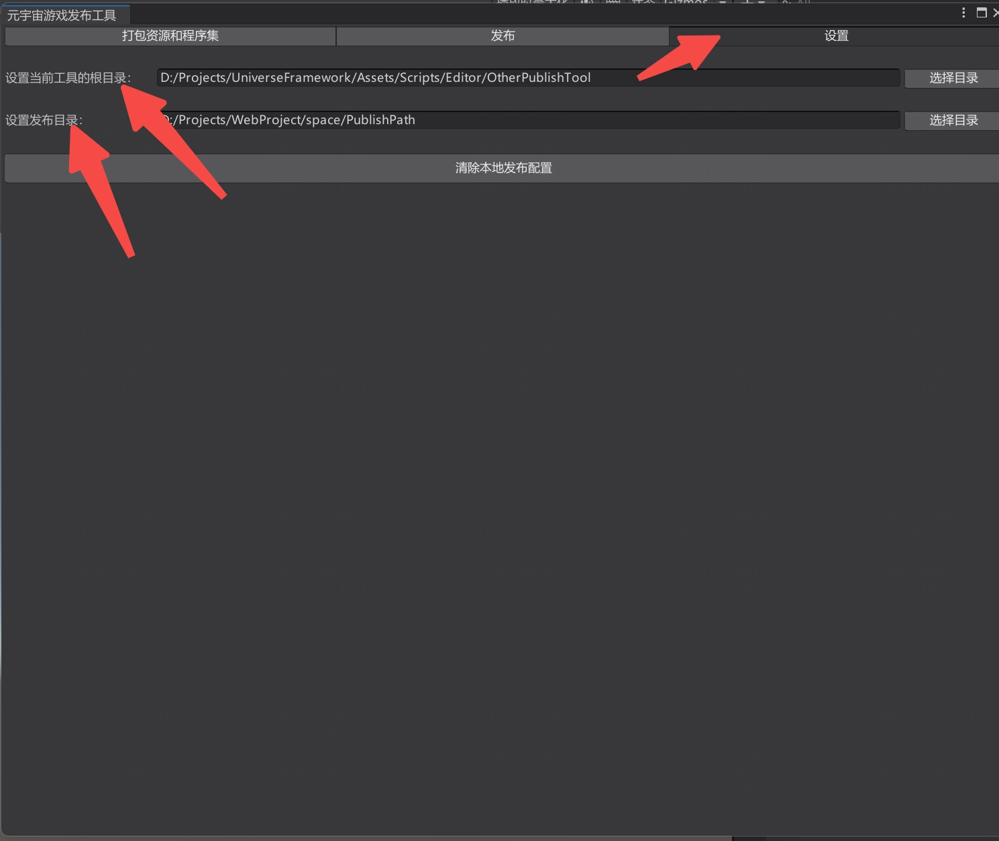 元宇宙游戏发布工具
打包资源和程序集 发布 设置
设置当前工具的根目录: D:/Projects/UniverseFramework/Assets/Scripts/Editor/OtherPublishTool 选择目录
设置发布目录: D:/Projects/WebProject/space/PublishPath 选择目录
清除本地发布配置